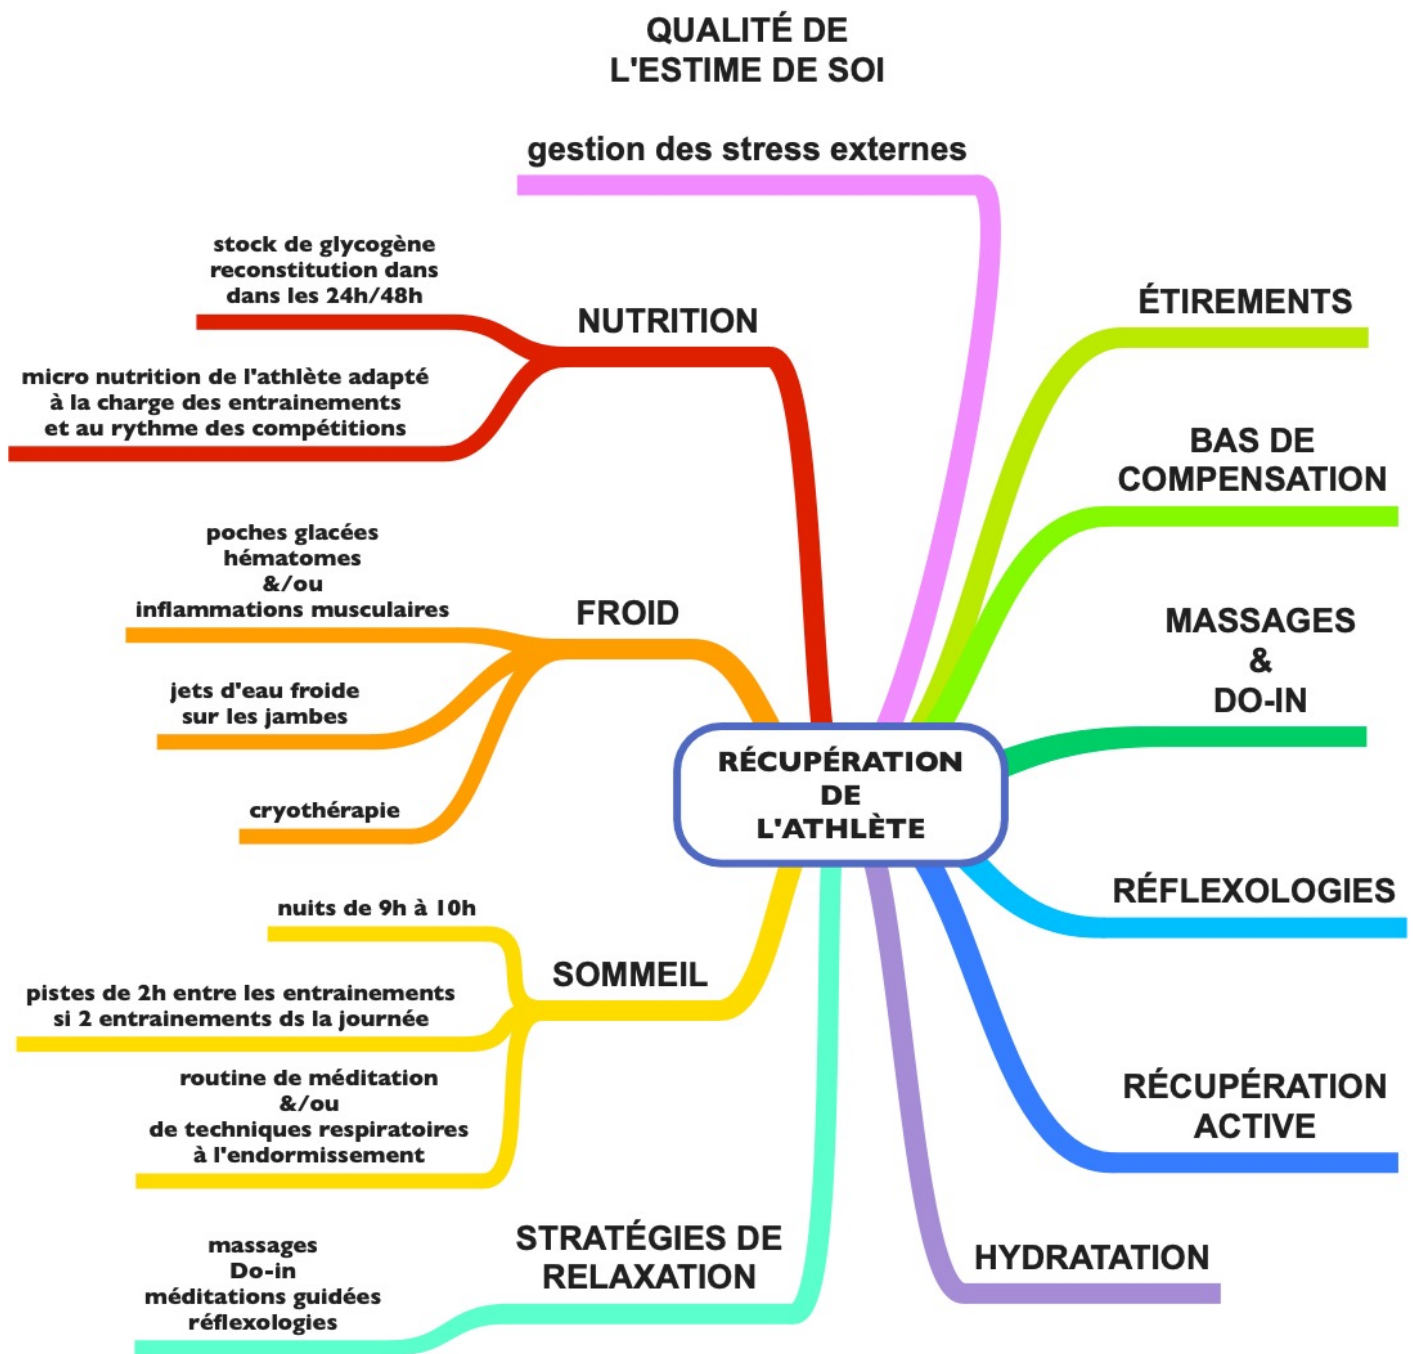 QUALITÉ DE
L'ESTIME DE SOI
gestion des stress externes
stock de glycogène
reconstitution dans
dans les 24h/48h
NUTRITION
micro nutrition de l'athlète adapté
à la charge des entrainements
et au rythme des compétitions
poches glacées
hématomes
&/ou
inflammations musculaires
FROID
jets d'eau froide
sur les jambes
cryothérapie
nuits de 9h à 10h
SOMMEIL
pistes de 2h entre les entrainements
si 2 entrainements ds la journée
routine de méditation
&/ou
de techniques respiratoires
à l'endormissement
STRATÉGIES DE
RELAXATION
massages
Do-in
méditations guidées
réflexologies
RÉCUPÉRATION
DE
L'ATHLÈTE
ÉTIREMENTS
BAS DE
COMPENSATION
MASSAGES
&
DO-IN
RÉFLEXOLOGIES
RÉCUPÉRATION
ACTIVE
HYDRATATION